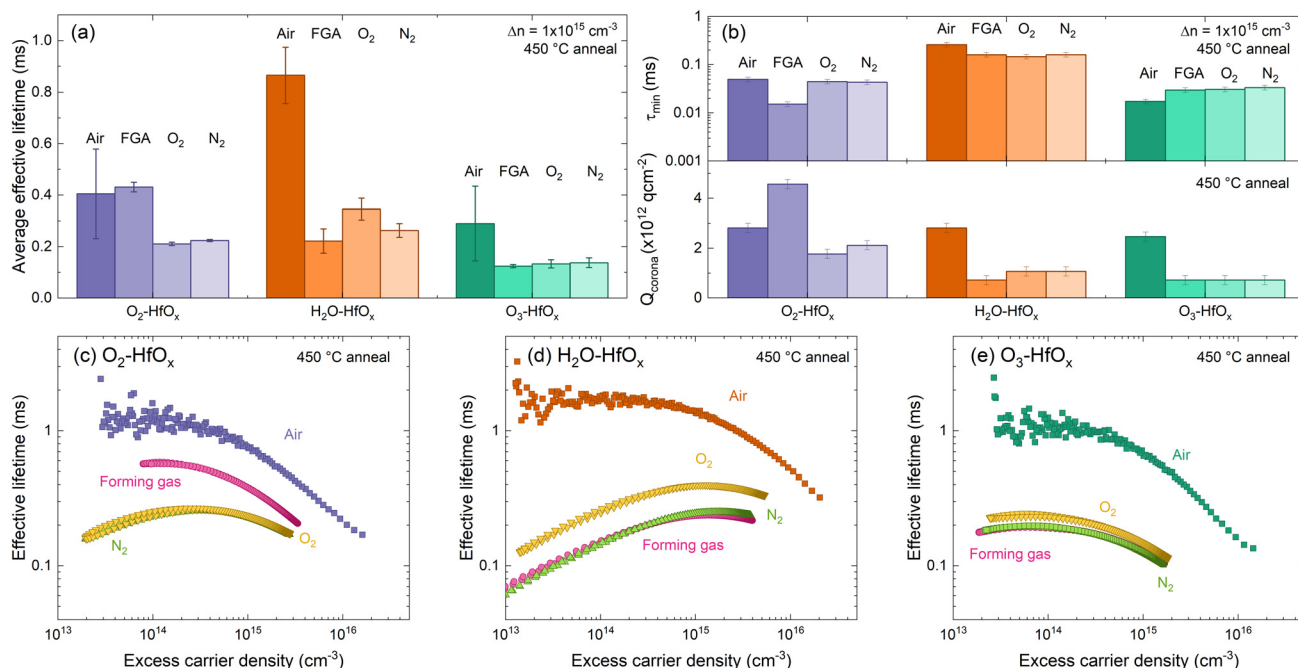 (a)
Δn = 1x10¹⁵ cm⁻³
450 °C anneal
Average effective lifetime (ms)
1.0
0.8
0.6
0.4
0.2
0.0
Air FGA O₂ N₂
Air FGA O₂ N₂
Air FGA O₂ N₂
O₂-HfOₓ H₂O-HfOₓ O₃-HfOₓ
(b)
Δn = 1x10¹⁵ cm⁻³
450 °C anneal
τmin (ms)
1
0.1
0.01
0.001
Air FGA O₂ N₂
Air FGA O₂ N₂
Air FGA O₂ N₂
450 °C anneal
Qcorona (x10¹² qcm⁻²)
4
2
0
O₂-HfOₓ H₂O-HfOₓ O₃-HfOₓ
(c) O₂-HfOₓ
450 °C anneal
Effective lifetime (ms)
1
0.1
Air
Forming gas
O₂
N₂
10¹³ 10¹⁴ 10¹⁵ 10¹⁶
Excess carrier density (cm⁻³)
(d) H₂O-HfOₓ
450 °C anneal
Effective lifetime (ms)
1
0.1
Air
O₂
N₂
Forming gas
10¹³ 10¹⁴ 10¹⁵ 10¹⁶
Excess carrier density (cm⁻³)
(e) O₃-HfOₓ
450 °C anneal
Effective lifetime (ms)
1
0.1
Air
O₂
Forming gas
N₂
10¹³ 10¹⁴ 10¹⁵ 10¹⁶
Excess carrier density (cm⁻³)